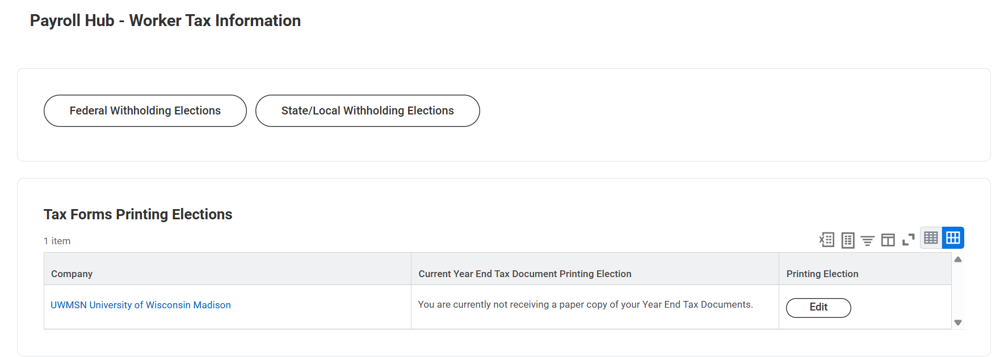 Payroll Hub - Worker Tax Information
Federal Withholding Elections
State/Local Withholding Elections
Tax Forms Printing Elections
1 item
Company
Current Year End Tax Document Printing Election
Printing Election
UWMSN University of Wisconsin Madison
You are currently not receiving a paper copy of your Year End Tax Documents.
Edit